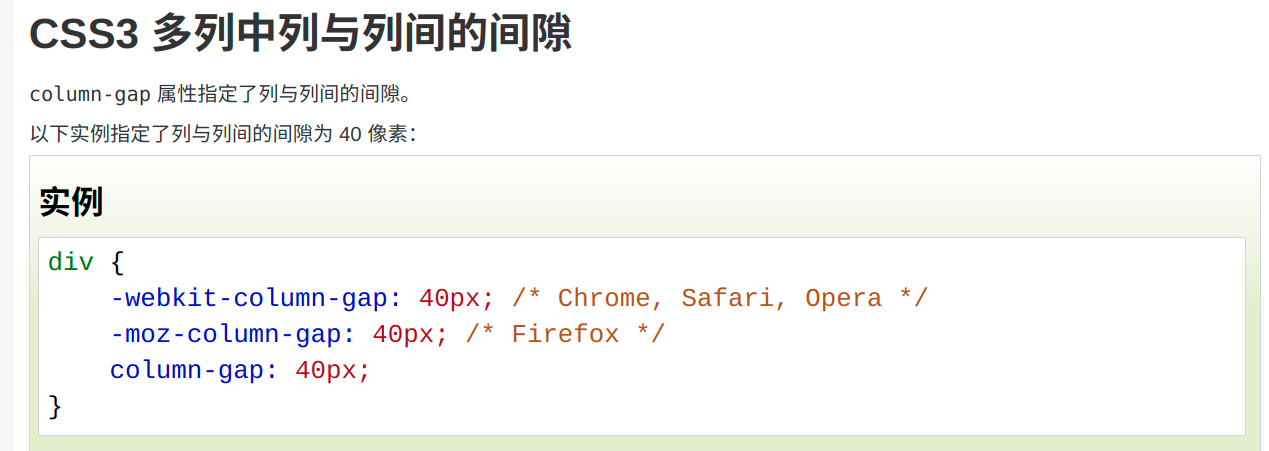 CSS3 多列中列与列间的间隙
column-gap 属性指定了列与列间的间隙。
以下实例指定了列与列间的间隙为 40 像素：
实例
div {
    -webkit-column-gap: 40px; /* Chrome, Safari, Opera */
    -moz-column-gap: 40px; /* Firefox */
    column-gap: 40px;
}